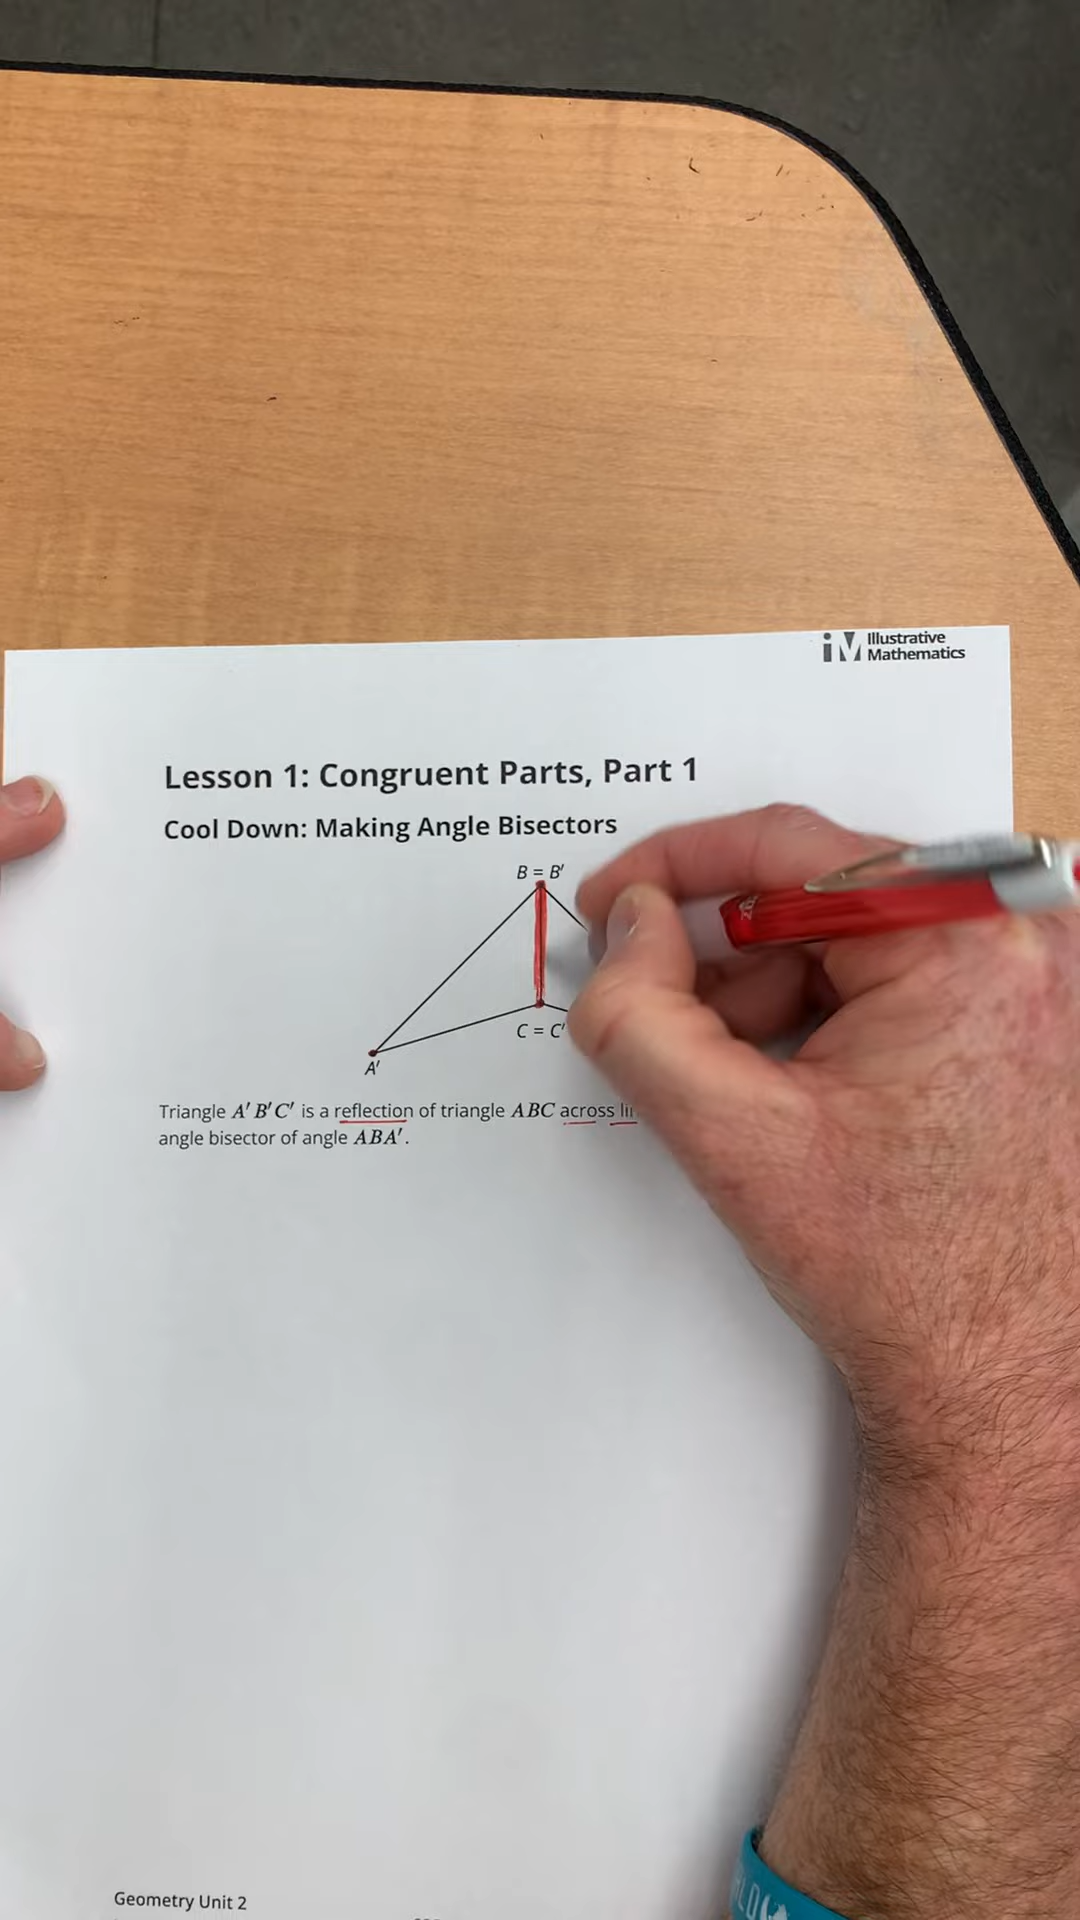 Illustrative
Mathematics
Lesson 1: Congruent Parts, Part 1
Cool Down: Making Angle Bisectors
B = B′
C = C′
A′
Triangle A′B′C′ is a reflection of triangle ABC across
angle bisector of angle ABA′.
Geometry Unit 2